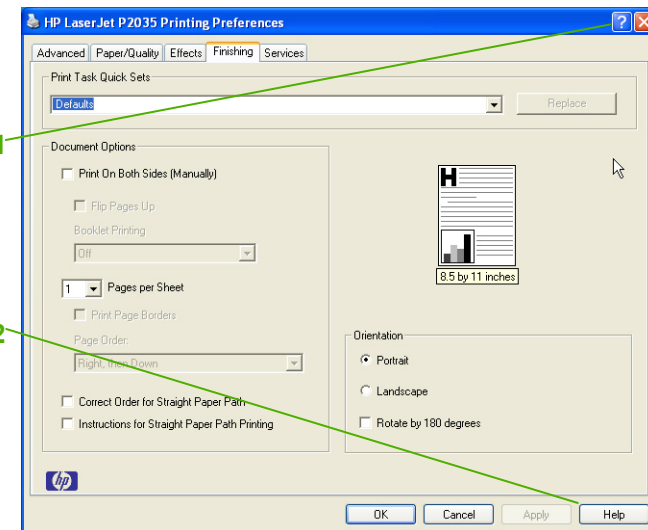 HP LaserJet P2035 Printing Preferences
Advanced Paper/Quality Effects Finishing Services
Print Task Quick Sets
Defaults Replace
1
Document Options
Print On Both Sides (Manually)
Flip Pages Up
Booklet Printing
Off
H
8.5 by 11 inches
1 Pages per Sheet
Print Page Borders
Page Order:
Right, then Down
2
Correct Order for Straight Paper Path
Instructions for Straight Paper Path Printing
Orientation
Portrait
Landscape
Rotate by 180 degrees
hp
OK Cancel Apply Help